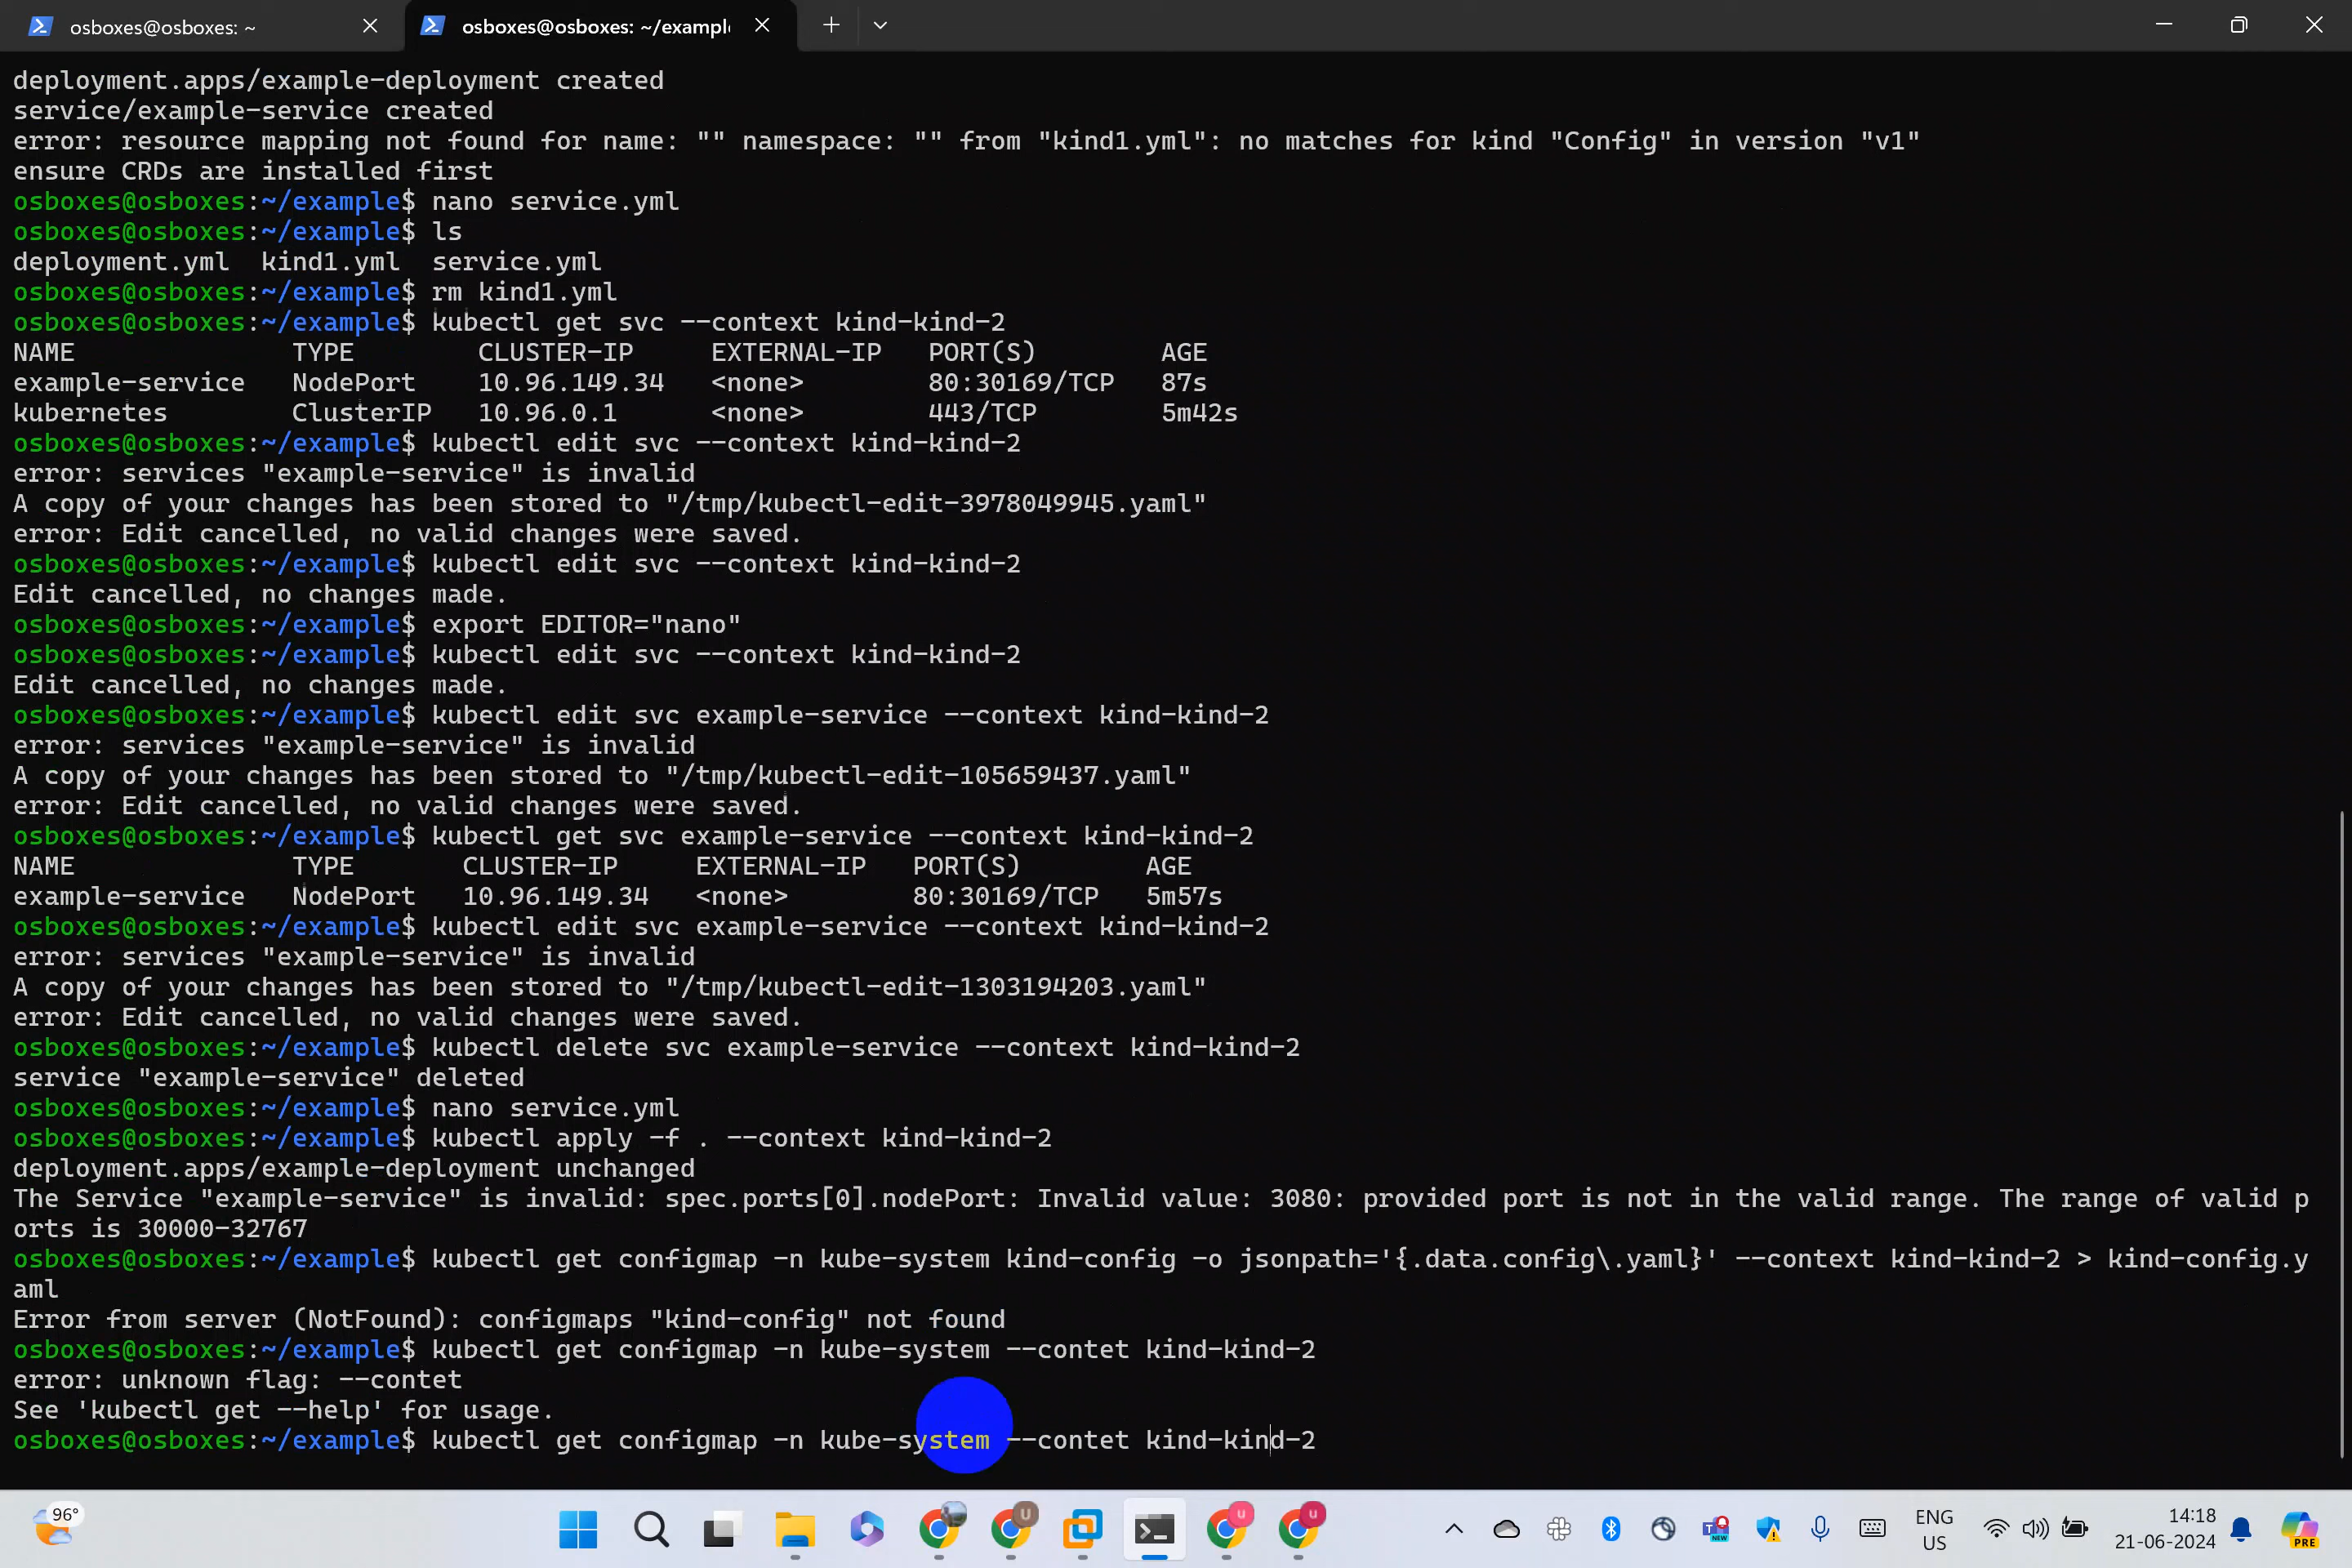 osboxes@osboxes: ~
osboxes@osboxes: ~/exampl
deployment.apps/example-deployment created
service/example-service created
error: resource mapping not found for name: "" namespace: "" from "kind1.yml": no matches for kind "Config" in version "v1"
ensure CRDs are installed first
osboxes@osboxes:~/example$ nano service.yml
osboxes@osboxes:~/example$ ls
deployment.yml  kind1.yml  service.yml
osboxes@osboxes:~/example$ rm kind1.yml
osboxes@osboxes:~/example$ kubectl get svc --context kind-kind-2
NAME              TYPE        CLUSTER-IP     EXTERNAL-IP   PORT(S)        AGE
example-service   NodePort    10.96.149.34   <none>        80:30169/TCP   87s
kubernetes        ClusterIP   10.96.0.1      <none>        443/TCP        5m42s
osboxes@osboxes:~/example$ kubectl edit svc --context kind-kind-2
error: services "example-service" is invalid
A copy of your changes has been stored to "/tmp/kubectl-edit-3978049945.yaml"
error: Edit cancelled, no valid changes were saved.
osboxes@osboxes:~/example$ kubectl edit svc --context kind-kind-2
Edit cancelled, no changes made.
osboxes@osboxes:~/example$ export EDITOR="nano"
osboxes@osboxes:~/example$ kubectl edit svc --context kind-kind-2
Edit cancelled, no changes made.
osboxes@osboxes:~/example$ kubectl edit svc example-service --context kind-kind-2
error: services "example-service" is invalid
A copy of your changes has been stored to "/tmp/kubectl-edit-105659437.yaml"
error: Edit cancelled, no valid changes were saved.
osboxes@osboxes:~/example$ kubectl get svc example-service --context kind-kind-2
NAME              TYPE       CLUSTER-IP     EXTERNAL-IP   PORT(S)        AGE
example-service   NodePort   10.96.149.34   <none>        80:30169/TCP   5m57s
osboxes@osboxes:~/example$ kubectl edit svc example-service --context kind-kind-2
error: services "example-service" is invalid
A copy of your changes has been stored to "/tmp/kubectl-edit-1303194203.yaml"
error: Edit cancelled, no valid changes were saved.
osboxes@osboxes:~/example$ kubectl delete svc example-service --context kind-kind-2
service "example-service" deleted
osboxes@osboxes:~/example$ nano service.yml
osboxes@osboxes:~/example$ kubectl apply -f . --context kind-kind-2
deployment.apps/example-deployment unchanged
The Service "example-service" is invalid: spec.ports[0].nodePort: Invalid value: 3080: provided port is not in the valid range. The range of valid p
orts is 30000-32767
osboxes@osboxes:~/example$ kubectl get configmap -n kube-system kind-config -o jsonpath='{.data.config\.yaml}' --context kind-kind-2 > kind-config.y
aml
Error from server (NotFound): configmaps "kind-config" not found
osboxes@osboxes:~/example$ kubectl get configmap -n kube-system --contet kind-kind-2
error: unknown flag: --contet
See 'kubectl get --help' for usage.
osboxes@osboxes:~/example$ kubectl get configmap -n kube-system --contet kind-kind-2
96°
U
u
u
NEW
ENG
US
14:18
21-06-2024
PRE